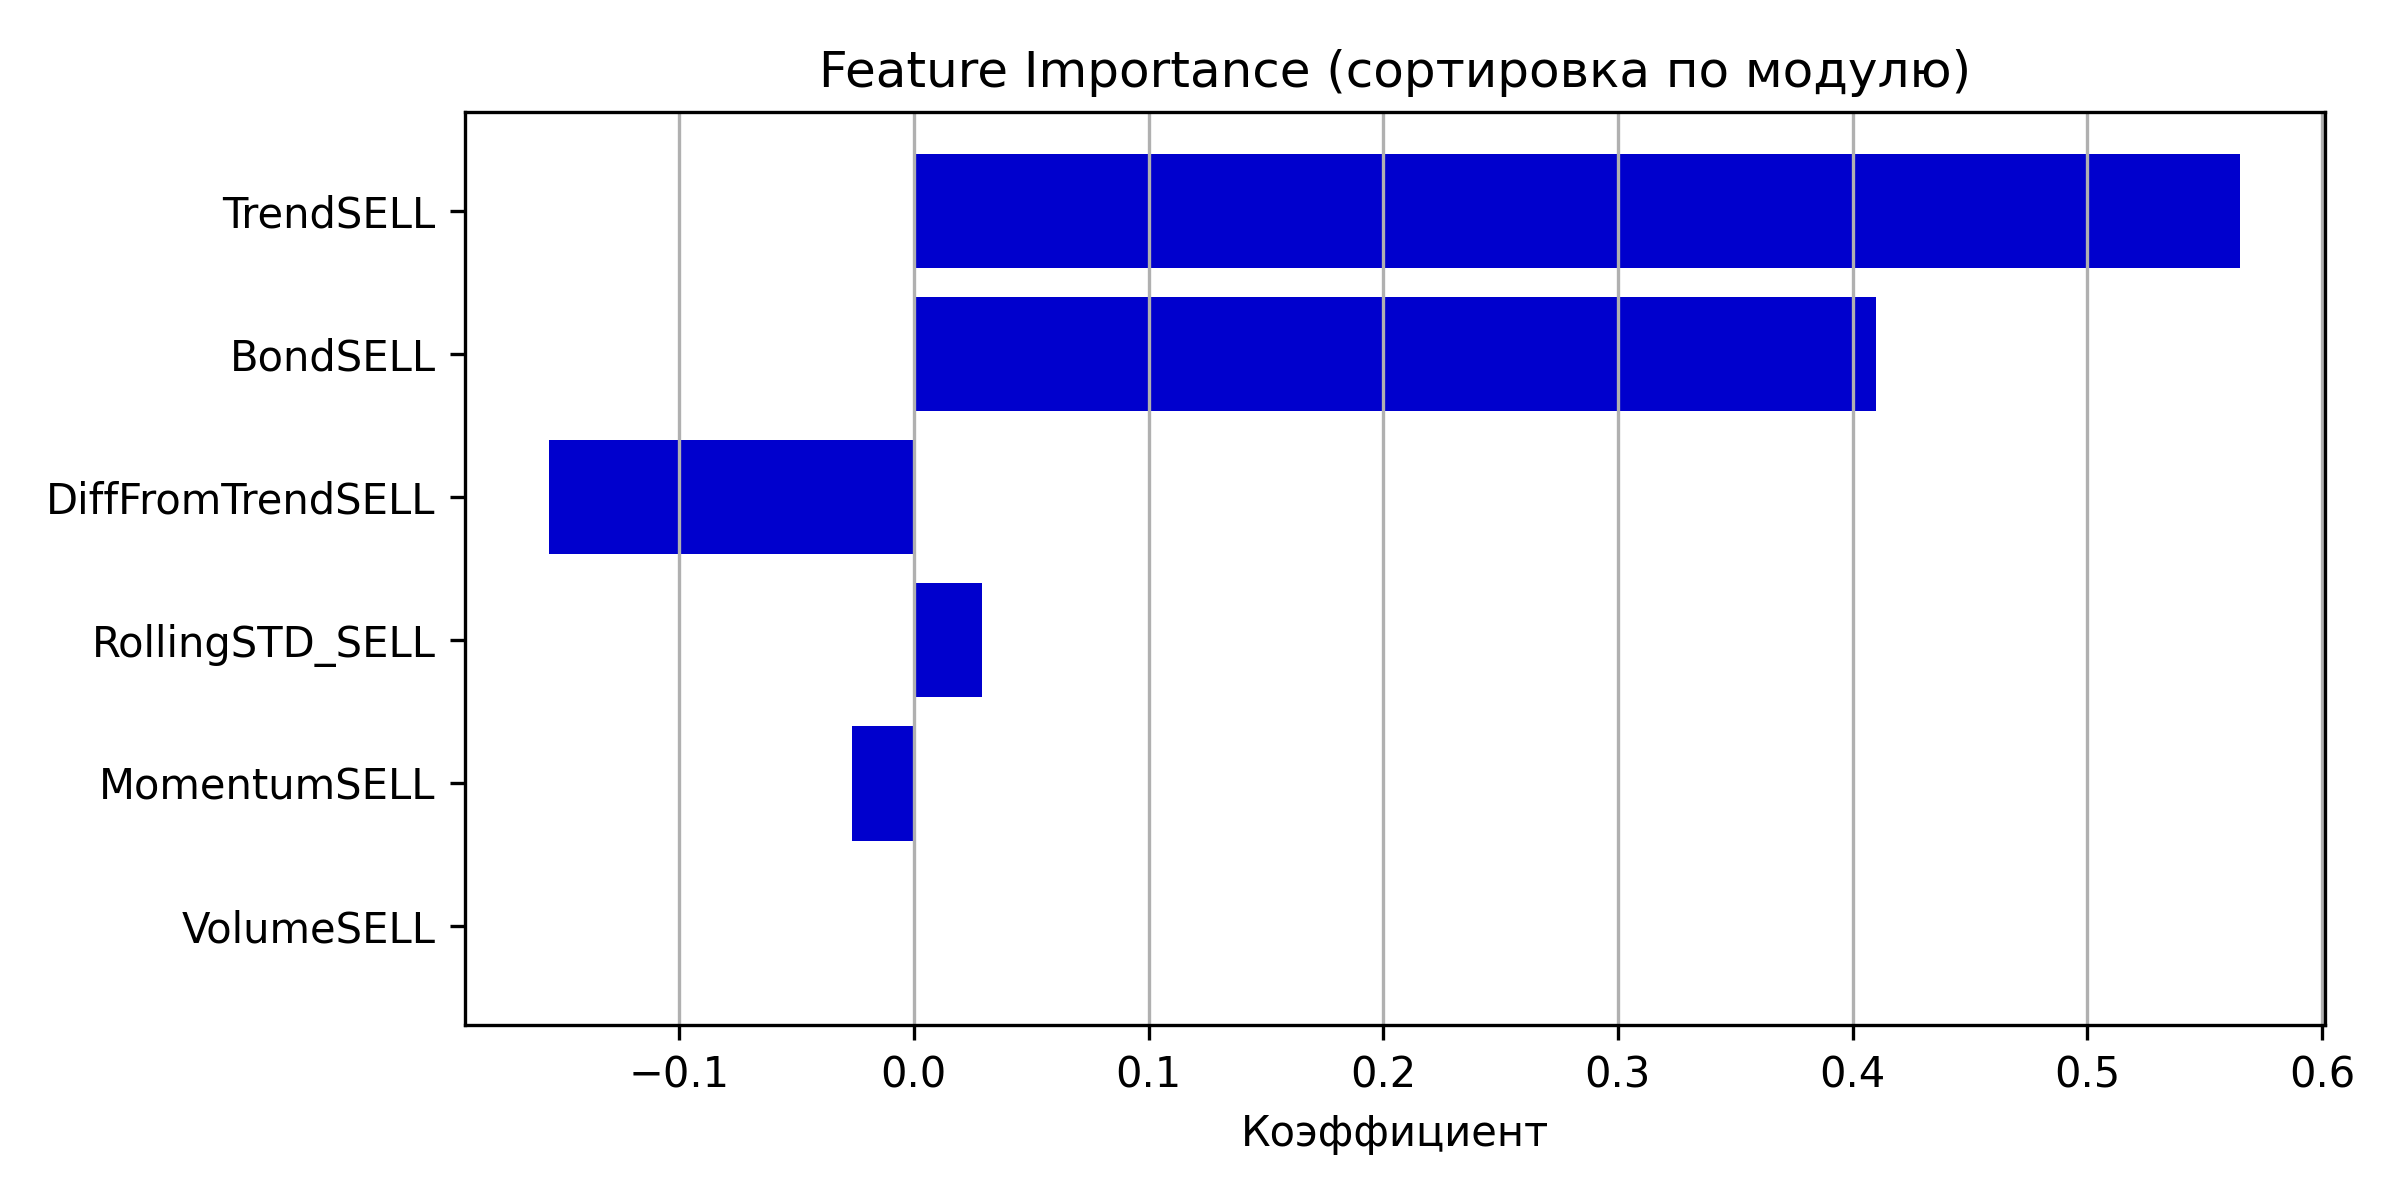 Feature Importance (сортировка по модулю)
TrendSELL
BondSELL
DiffFromTrendSELL
RollingSTD_SELL
MomentumSELL
VolumeSELL
−0.1 0.0 0.1 0.2 0.3 0.4 0.5 0.6
Коэффициент